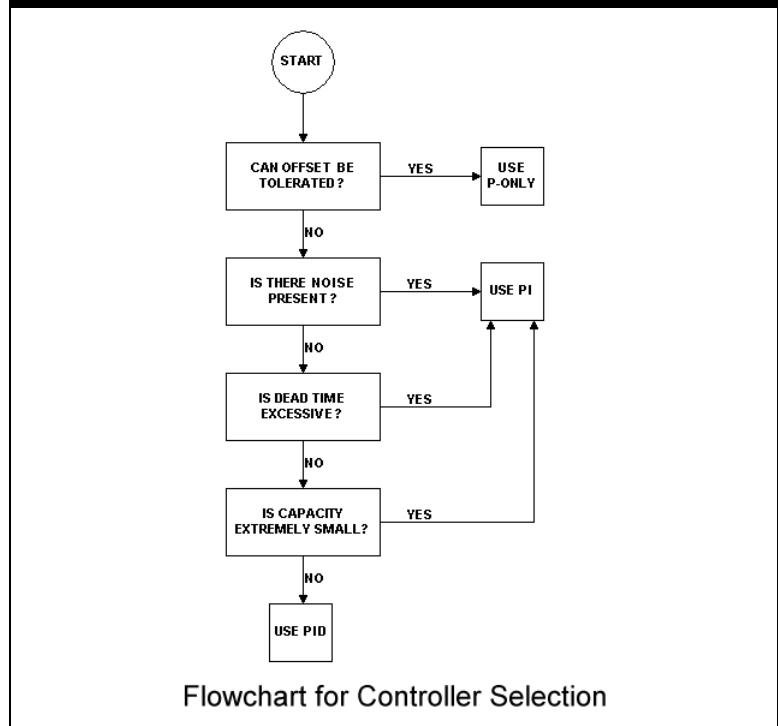 START
CAN OFFSET BE
TOLERATED?
YES
USE
P-ONLY
NO
IS THERE NOISE
PRESENT?
YES
USE PI
NO
IS DEAD TIME
EXCESSIVE?
YES
NO
IS CAPACITY
EXTREMELY SMALL?
YES
NO
USE PID
Flowchart for Controller Selection